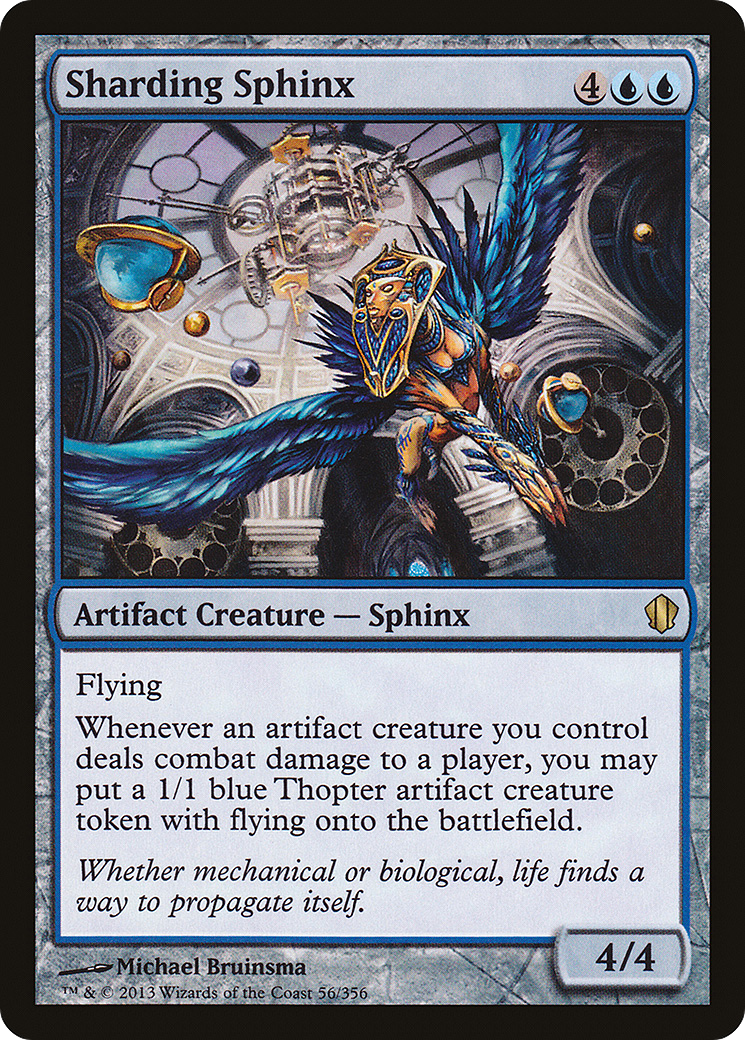 Sharding Sphinx
4
Artifact Creature — Sphinx
Flying
Whenever an artifact creature you control
deals combat damage to a player, you may
put a 1/1 blue Thopter artifact creature
token with flying onto the battlefield.
Whether mechanical or biological, life finds a
way to propagate itself.
4/4
Michael Bruinsma
™ & © 2013 Wizards of the Coast 56/356